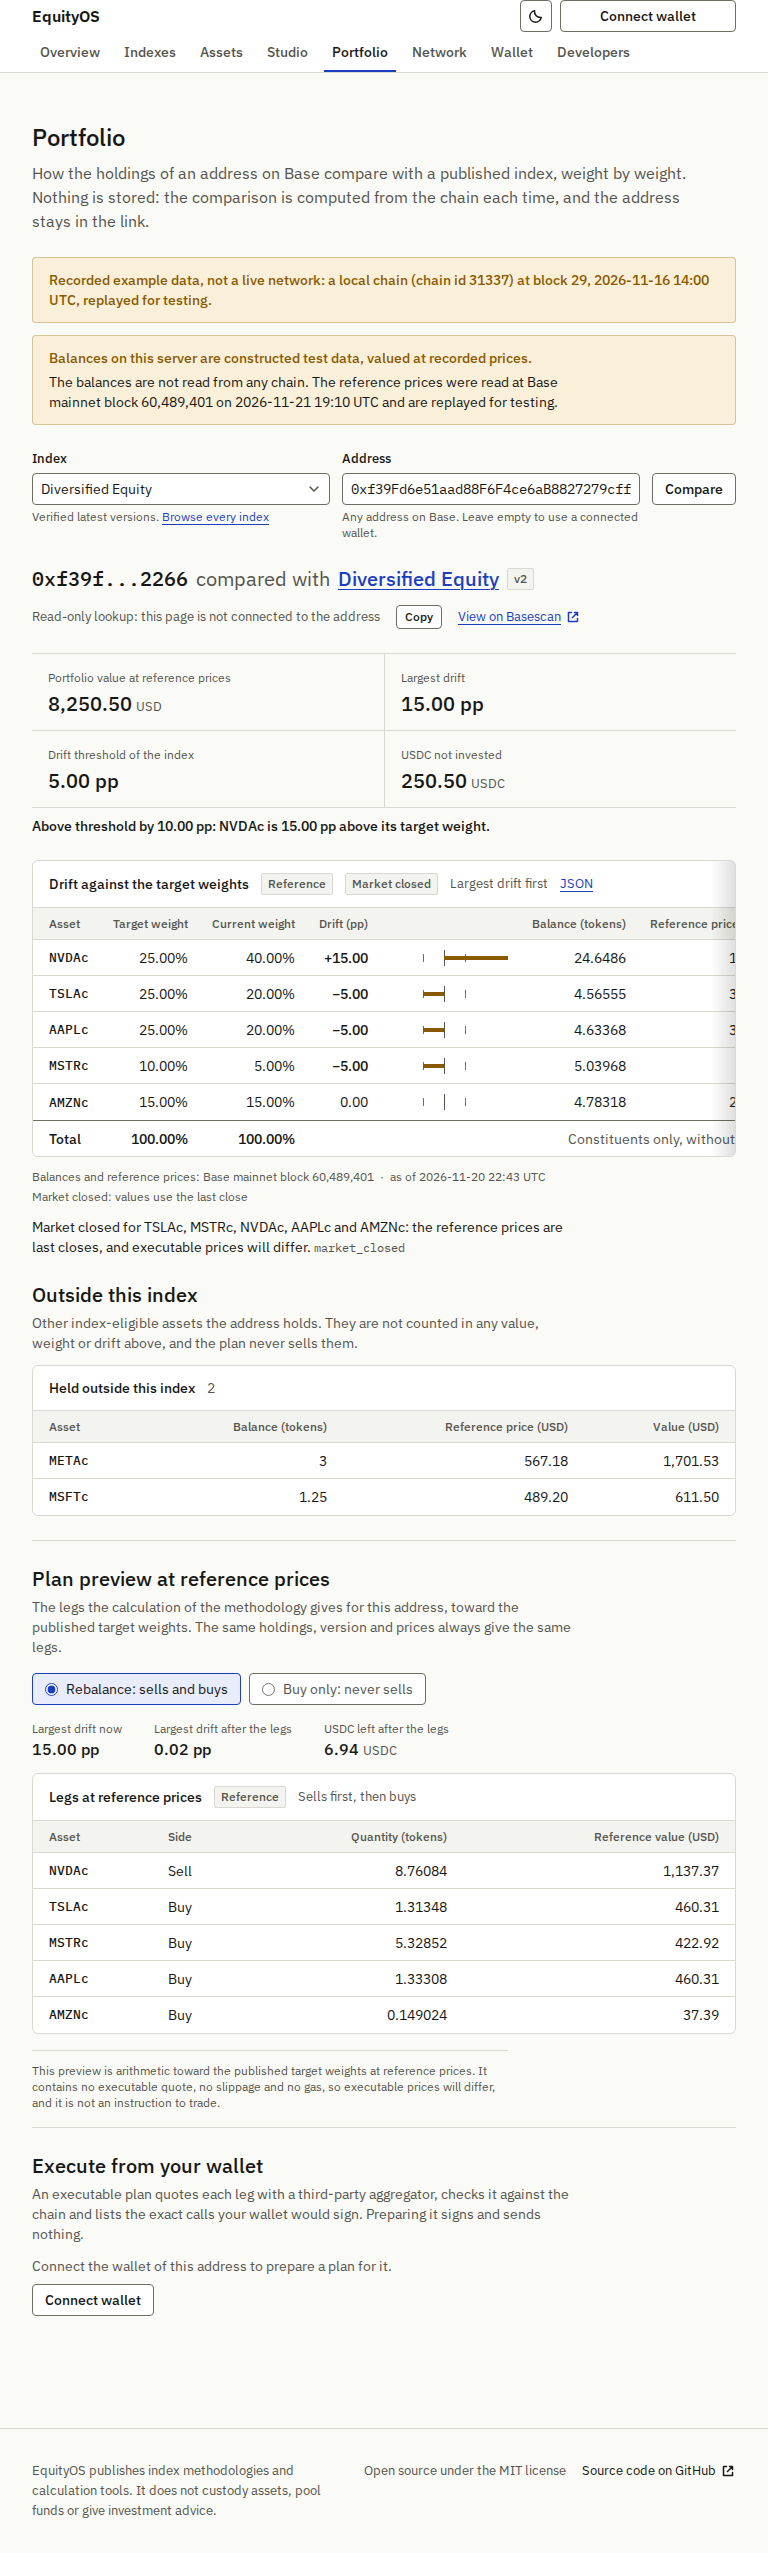 EquityOS
Connect wallet
Overview Indexes Assets Studio Portfolio Network Wallet Developers
Portfolio
How the holdings of an address on Base compare with a published index, weight by weight.
Nothing is stored: the comparison is computed from the chain each time, and the address
stays in the link.
Recorded example data, not a live network: a local chain (chain id 31337) at block 29, 2026-11-16 14:00
UTC, replayed for testing.
Balances on this server are constructed test data, valued at recorded prices.
The balances are not read from any chain. The reference prices were read at Base
mainnet block 60,489,401 on 2026-11-21 19:10 UTC and are replayed for testing.
Index Address
Diversified Equity 0xf39Fd6e51aad88F6F4ce6aB8827279cff Compare
Verified latest versions. Browse every index Any address on Base. Leave empty to use a connected
wallet.
0xf39f...2266 compared with Diversified Equity v2
Read-only lookup: this page is not connected to the address Copy View on Basescan
Portfolio value at reference prices Largest drift
8,250.50 USD 15.00 pp
Drift threshold of the index USDC not invested
5.00 pp 250.50 USDC
Above threshold by 10.00 pp: NVDAc is 15.00 pp above its target weight.
Drift against the target weights Reference Market closed Largest drift first JSON
Asset Target weight Current weight Drift (pp) Balance (tokens) Reference price
NVDAc 25.00% 40.00% +15.00 24.6486 1
TSLAc 25.00% 20.00% −5.00 4.56555 3
AAPLc 25.00% 20.00% −5.00 4.63368 3
MSTRc 10.00% 5.00% −5.00 5.03968
AMZNc 15.00% 15.00% 0.00 4.78318 2
Total 100.00% 100.00% Constituents only, without
Balances and reference prices: Base mainnet block 60,489,401 · as of 2026-11-20 22:43 UTC
Market closed: values use the last close
Market closed for TSLAc, MSTRc, NVDAc, AAPLc and AMZNc: the reference prices are
last closes, and executable prices will differ. market_closed
Outside this index
Other index-eligible assets the address holds. They are not counted in any value,
weight or drift above, and the plan never sells them.
Held outside this index 2
Asset Balance (tokens) Reference price (USD) Value (USD)
METAc 3 567.18 1,701.53
MSFTc 1.25 489.20 611.50
Plan preview at reference prices
The legs the calculation of the methodology gives for this address, toward the
published target weights. The same holdings, version and prices always give the same
legs.
Rebalance: sells and buys Buy only: never sells
Largest drift now Largest drift after the legs USDC left after the legs
15.00 pp 0.02 pp 6.94 USDC
Legs at reference prices Reference Sells first, then buys
Asset Side Quantity (tokens) Reference value (USD)
NVDAc Sell 8.76084 1,137.37
TSLAc Buy 1.31348 460.31
MSTRc Buy 5.32852 422.92
AAPLc Buy 1.33308 460.31
AMZNc Buy 0.149024 37.39
This preview is arithmetic toward the published target weights at reference prices. It
contains no executable quote, no slippage and no gas, so executable prices will differ,
and it is not an instruction to trade.
Execute from your wallet
An executable plan quotes each leg with a third-party aggregator, checks it against the
chain and lists the exact calls your wallet would sign. Preparing it signs and sends
nothing.
Connect the wallet of this address to prepare a plan for it.
Connect wallet
EquityOS publishes index methodologies and Open source under the MIT license Source code on GitHub
calculation tools. It does not custody assets, pool
funds or give investment advice.